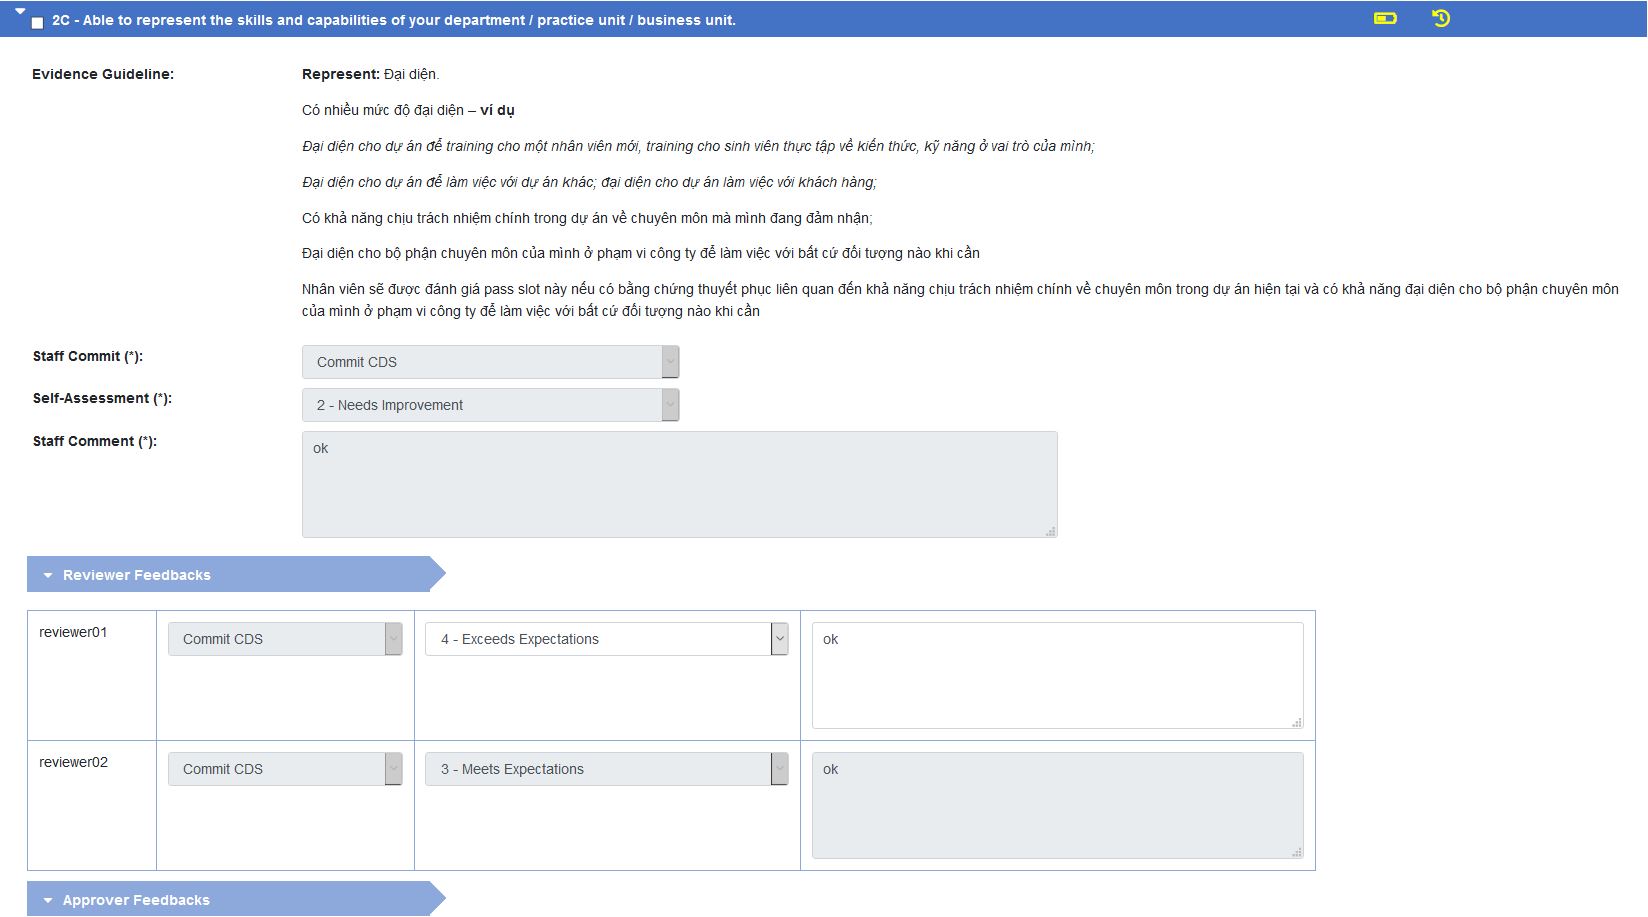 2C - Able to represent the skills and capabilities of your department / practice unit / business unit.
Evidence Guideline:
Represent: Đại diện.
Có nhiều mức độ đại diện – ví dụ
Đại diện cho dự án để training cho một nhân viên mới, training cho sinh viên thực tập về kiến thức, kỹ năng ở vai trò của mình;
Đại diện cho dự án để làm việc với dự án khác; đại diện cho dự án làm việc với khách hàng;
Có khả năng chịu trách nhiệm chính trong dự án về chuyên môn mà mình đang đảm nhận;
Đại diện cho bộ phận chuyên môn của mình ở phạm vi công ty để làm việc với bất cứ đối tượng nào khi cần
Nhân viên sẽ được đánh giá pass slot này nếu có bằng chứng thuyết phục liên quan đến khả năng chịu trách nhiệm chính về chuyên môn trong dự án hiện tại và có khả năng đại diện cho bộ phận chuyên môn
của mình ở phạm vi công ty để làm việc với bất cứ đối tượng nào khi cần
Staff Commit (*):
Commit CDS
Self-Assessment (*):
2 - Needs Improvement
Staff Comment (*):
ok
Reviewer Feedbacks
reviewer01
Commit CDS
4 - Exceeds Expectations
ok
reviewer02
Commit CDS
3 - Meets Expectations
ok
Approver Feedbacks